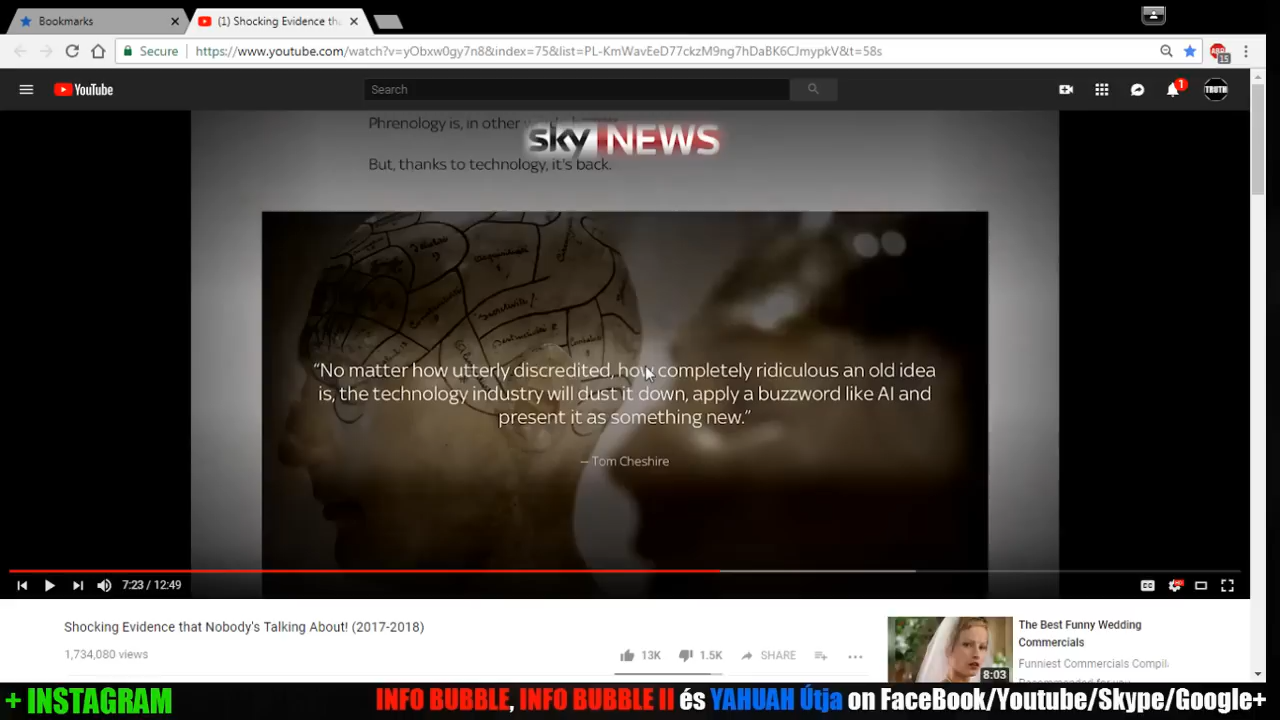 Bookmarks
(1) Shocking Evidence th
Secure
https://www.youtube.com/watch?v=yObxw0gy7n8&index=75&list=PL-KmWavEeD77ckzM9ng7hDaBK6CJmypkV&t=58s
15
YouTube
Search
1
TRUTH
Phrenology is, in other
sky NEWS
But, thanks to technology, it's back.
“No matter how utterly discredited, how completely ridiculous an old idea
is, the technology industry will dust it down, apply a buzzword like AI and
present it as something new.”
– Tom Cheshire
7:23 / 12:49
CC
HD
Shocking Evidence that Nobody's Talking About! (2017-2018)
1,734,080 views
13K
1.5K
SHARE
The Best Funny Wedding
Commercials
Funniest Commercials Compil
8:03
+ INSTAGRAM
INFO BUBBLE, INFO BUBBLE II és YAHUAH Útja on FaceBook/Youtube/Skype/Google+